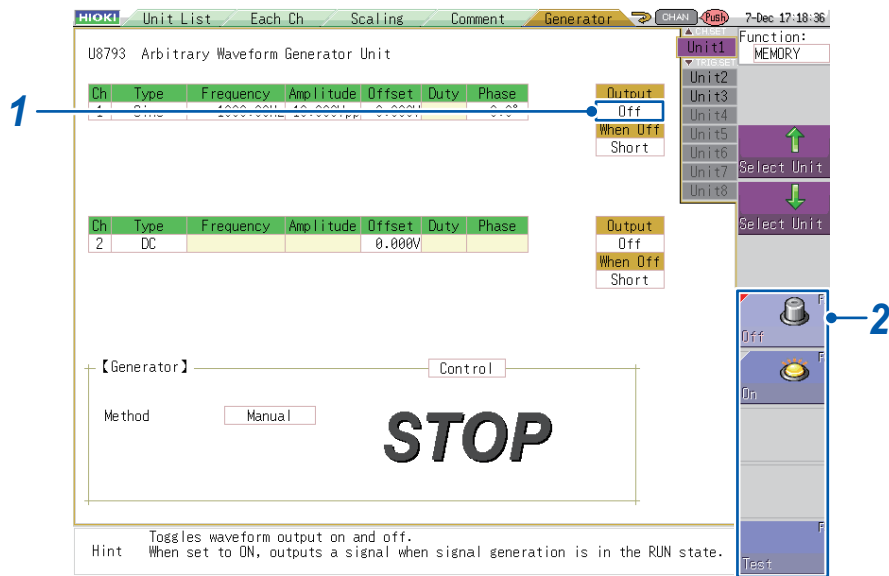 HIOKI Unit List Each Ch Scaling Comment Generator CHAN Push 7-Dec 17:18:36
U8793 Arbitrary Waveform Generator Unit
Ch Type Frequency Amplitude Offset Duty Phase
1
Output
Off
When Off
Short
Ch Type Frequency Amplitude Offset Duty Phase
2 DC 0.000V
Output
Off
When Off
Short
【Generator】 Control
Method Manual
STOP
Hint Toggles waveform output on and off.
When set to ON, outputs a signal when signal generation is in the RUN state.
▲ CH.SET
Unit1
▼ TRIG.SET
Unit2
Unit3
Unit4
Unit5
Unit6
Unit7
Unit8
Function:
MEMORY
Select Unit
Select Unit
Off
On
Test
2